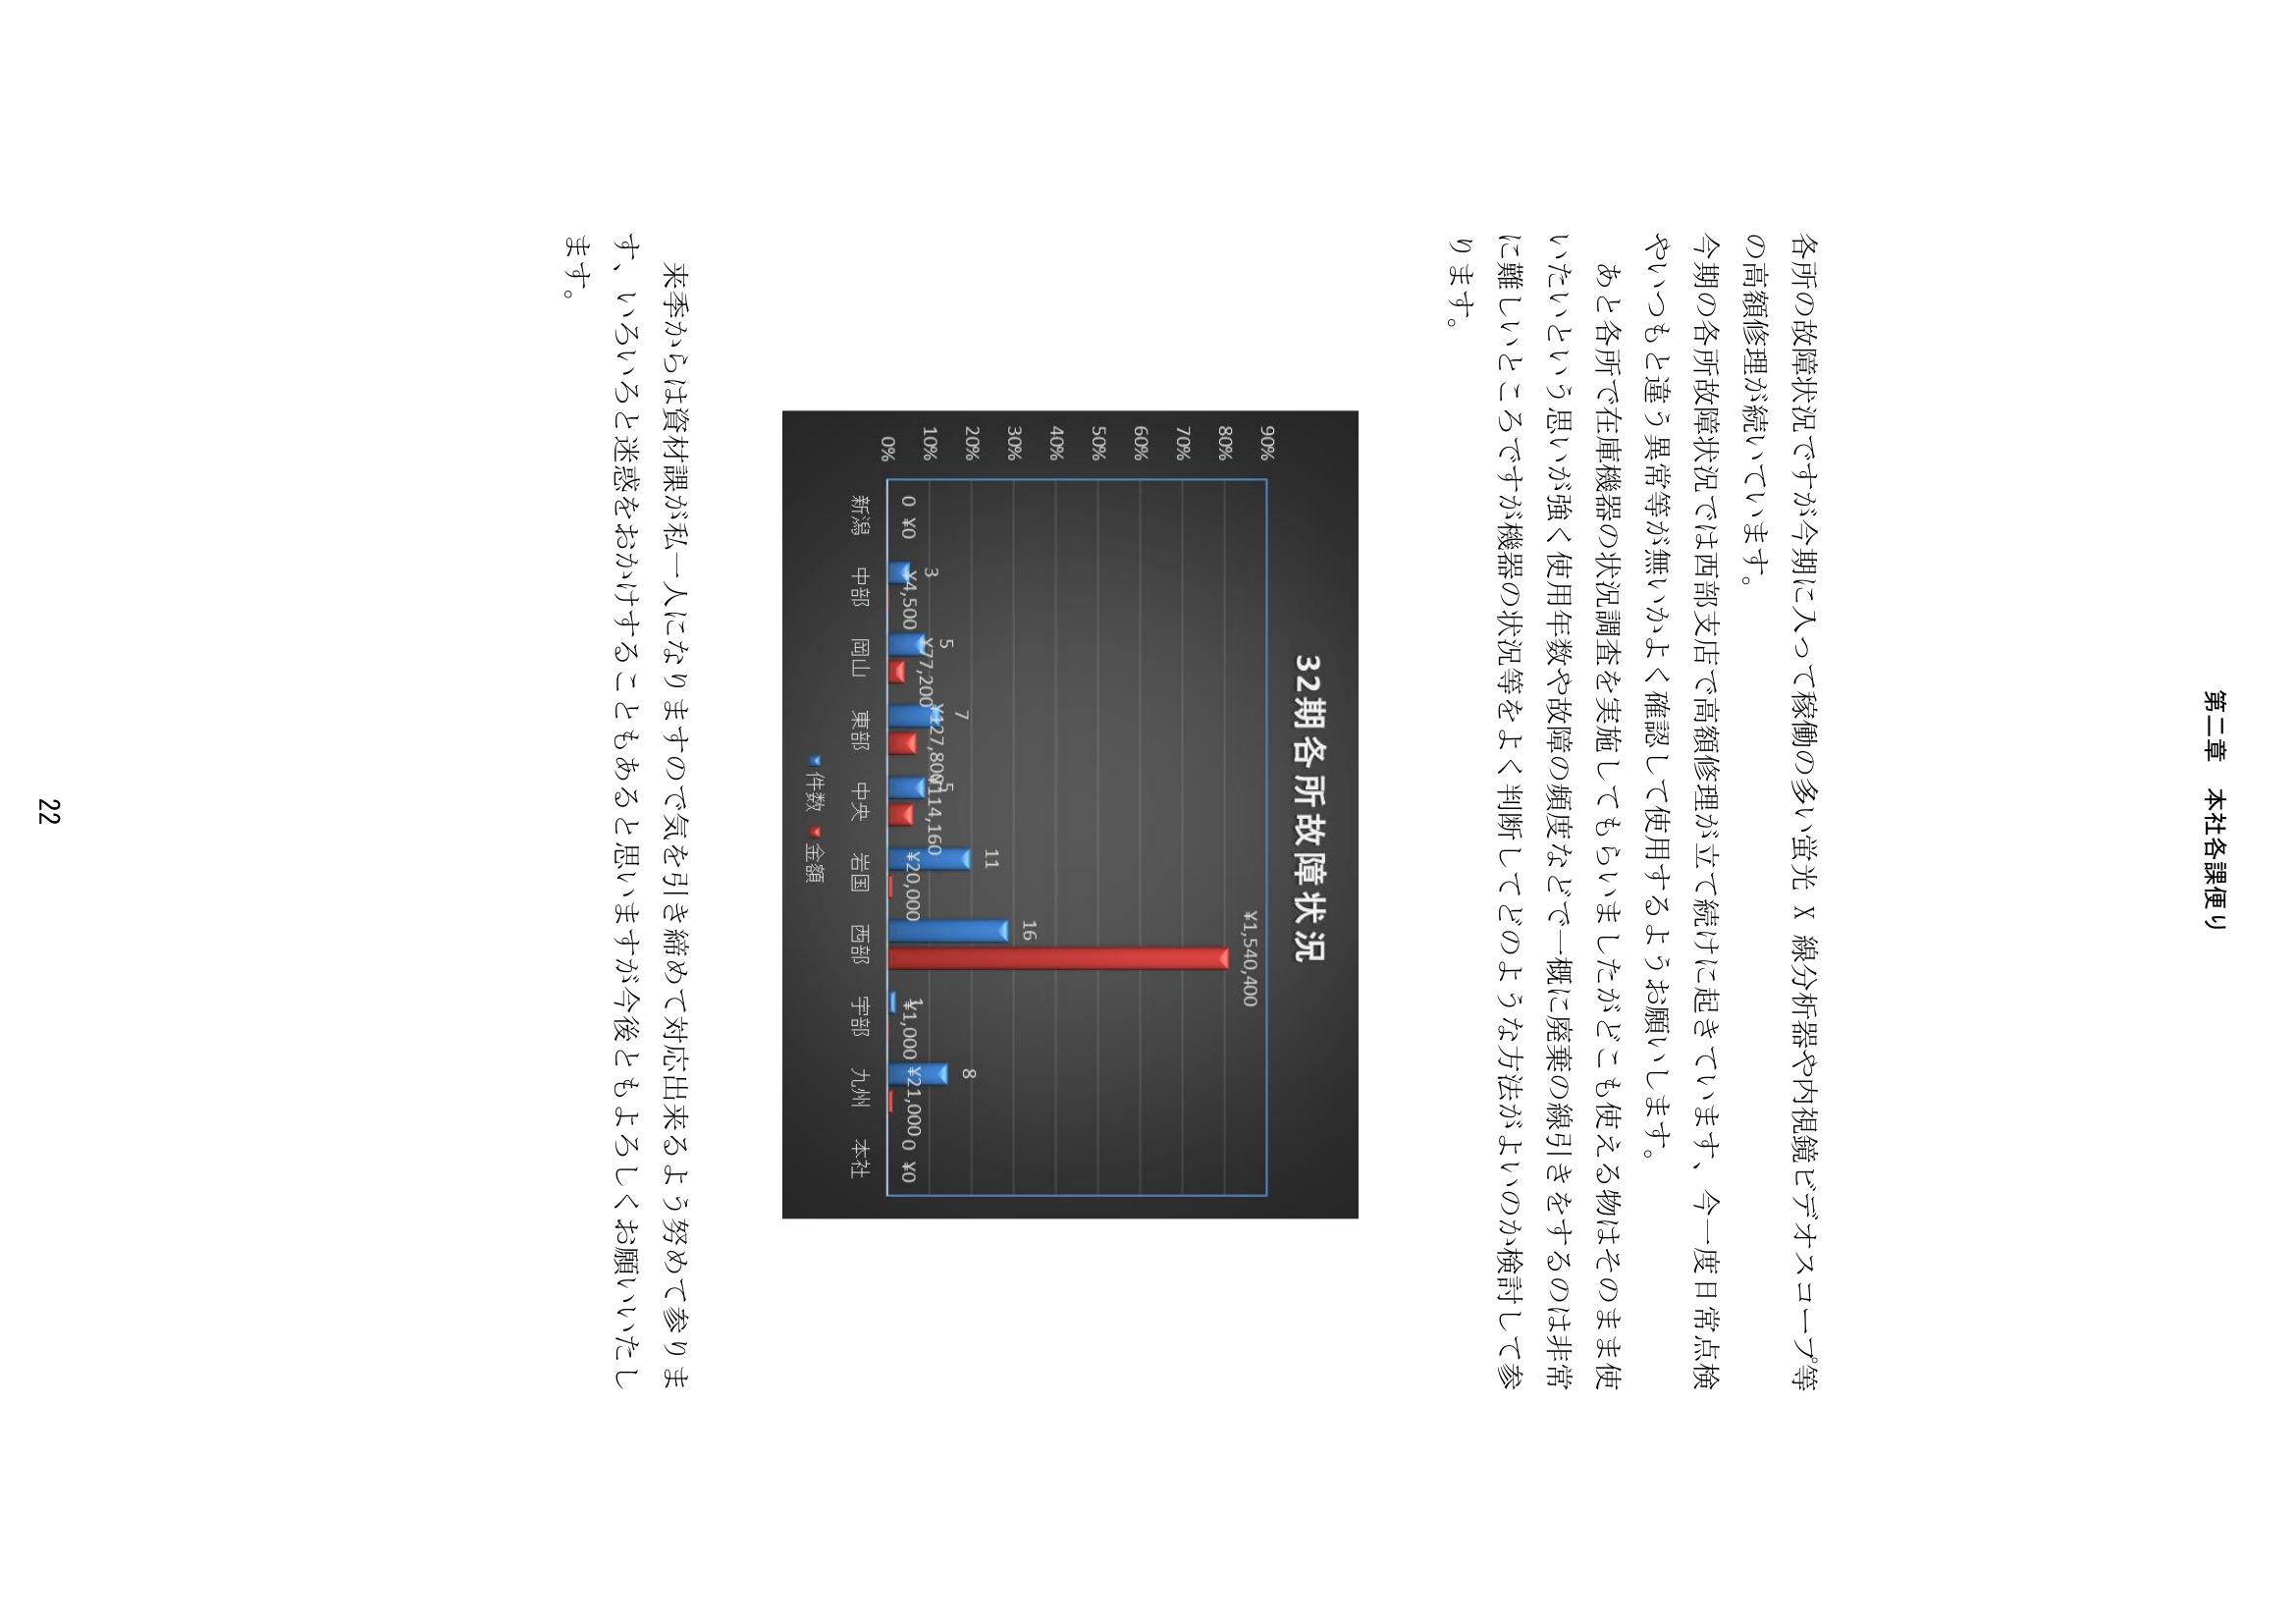 第二章　本社各課便り
各所の故障状況ですが今期に入って稼働の多い蛍光 X 線分析器や内視鏡ビデオスコープ等
の高額修理が続いています。
今期の各所故障状況では西部支店で高額修理が立て続けに起きています、今一度日常点検
やいつもと違う異常等が無いかよく確認して使用するようお願いします。
あと各所で在庫機器の状況調査を実施してもらいましたがどこも使える物はそのまま使
いたいという思いが強く使用年数や故障の頻度などで一概に廃棄の線引きをするのは非常
に難しいところですが機器の状況等をよく判断してどのような方法がよいのか検討して参
ります。
32期各所故障状況
90%
80%
70%
60%
50%
40%
30%
20%
10%
0%
0 ¥0
3 ¥4,500
5 ¥77,200
7 ¥127,800
5 ¥114,160
11 ¥20,000
16 ¥1,540,400
1 ¥1,000
8 ¥21,000
0 ¥0
新潟 中部 岡山 東部 中央 岩国 西部 宇部 九州 本社
件数 金額
来季からは資材課が私一人になりますので気を引き締めて対応出来るよう努めて参りま
す、いろいろと迷惑をおかけすることもあると思いますが今後ともよろしくお願いいたし
ます。
22